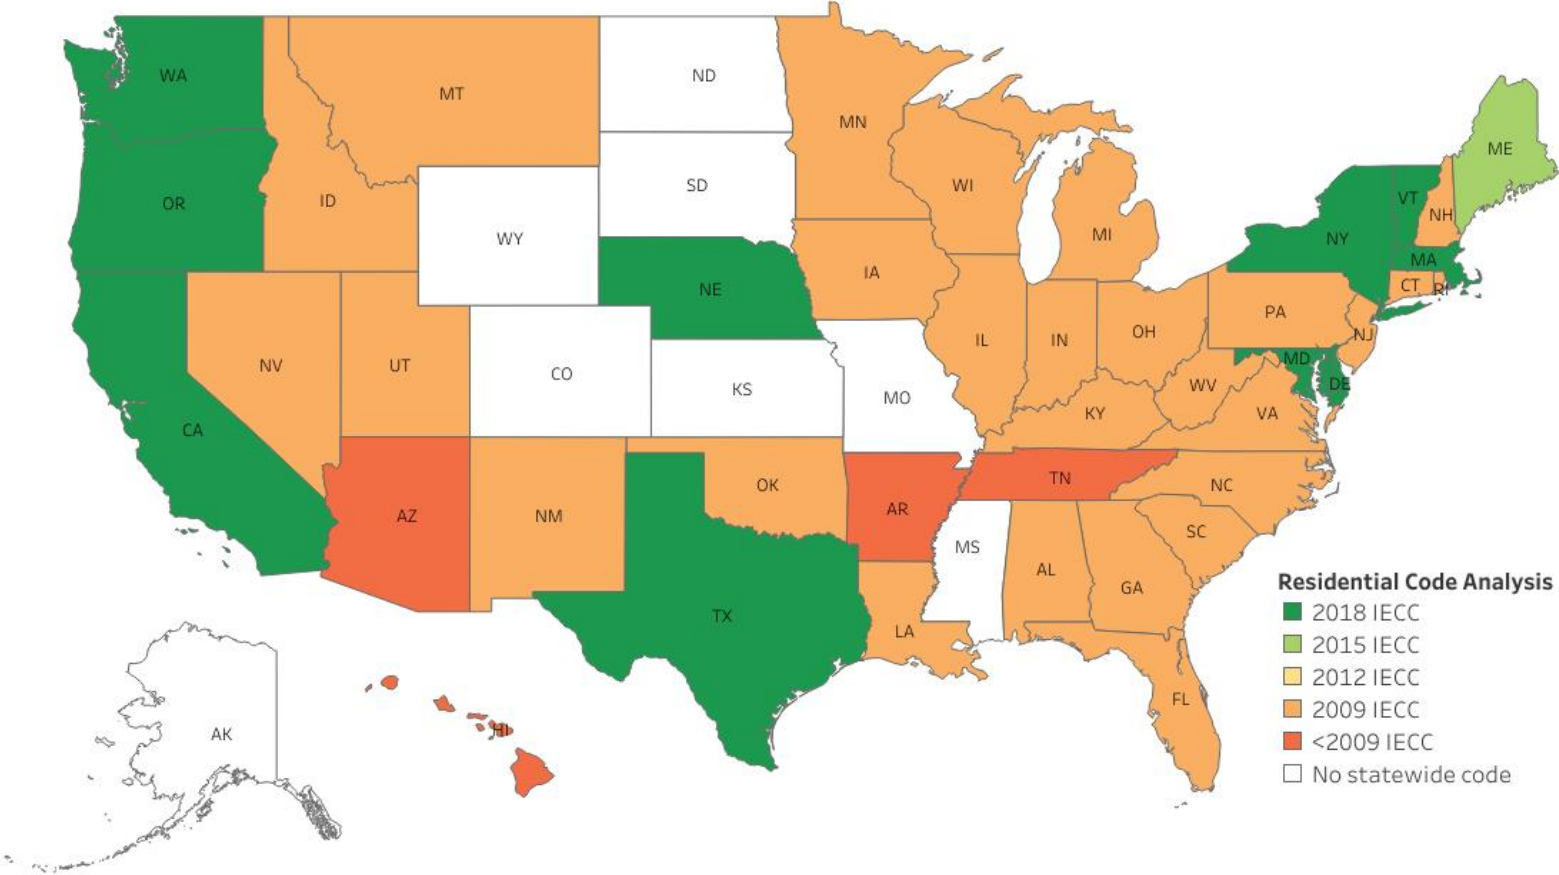 WA
MT
ND
MN
ME
OR
ID
SD
WI
VT
NH
WY
MI
NY
MA
IA
NE
CT
RI
PA
NV
UT
CO
KS
MO
IL
IN
OH
NJ
MD
DE
WV
VA
KY
CA
AZ
NM
OK
AR
TN
NC
MS
AL
GA
SC
TX
LA
FL
AK
HI
Residential Code Analysis
2018 IECC
2015 IECC
2012 IECC
2009 IECC
<2009 IECC
No statewide code